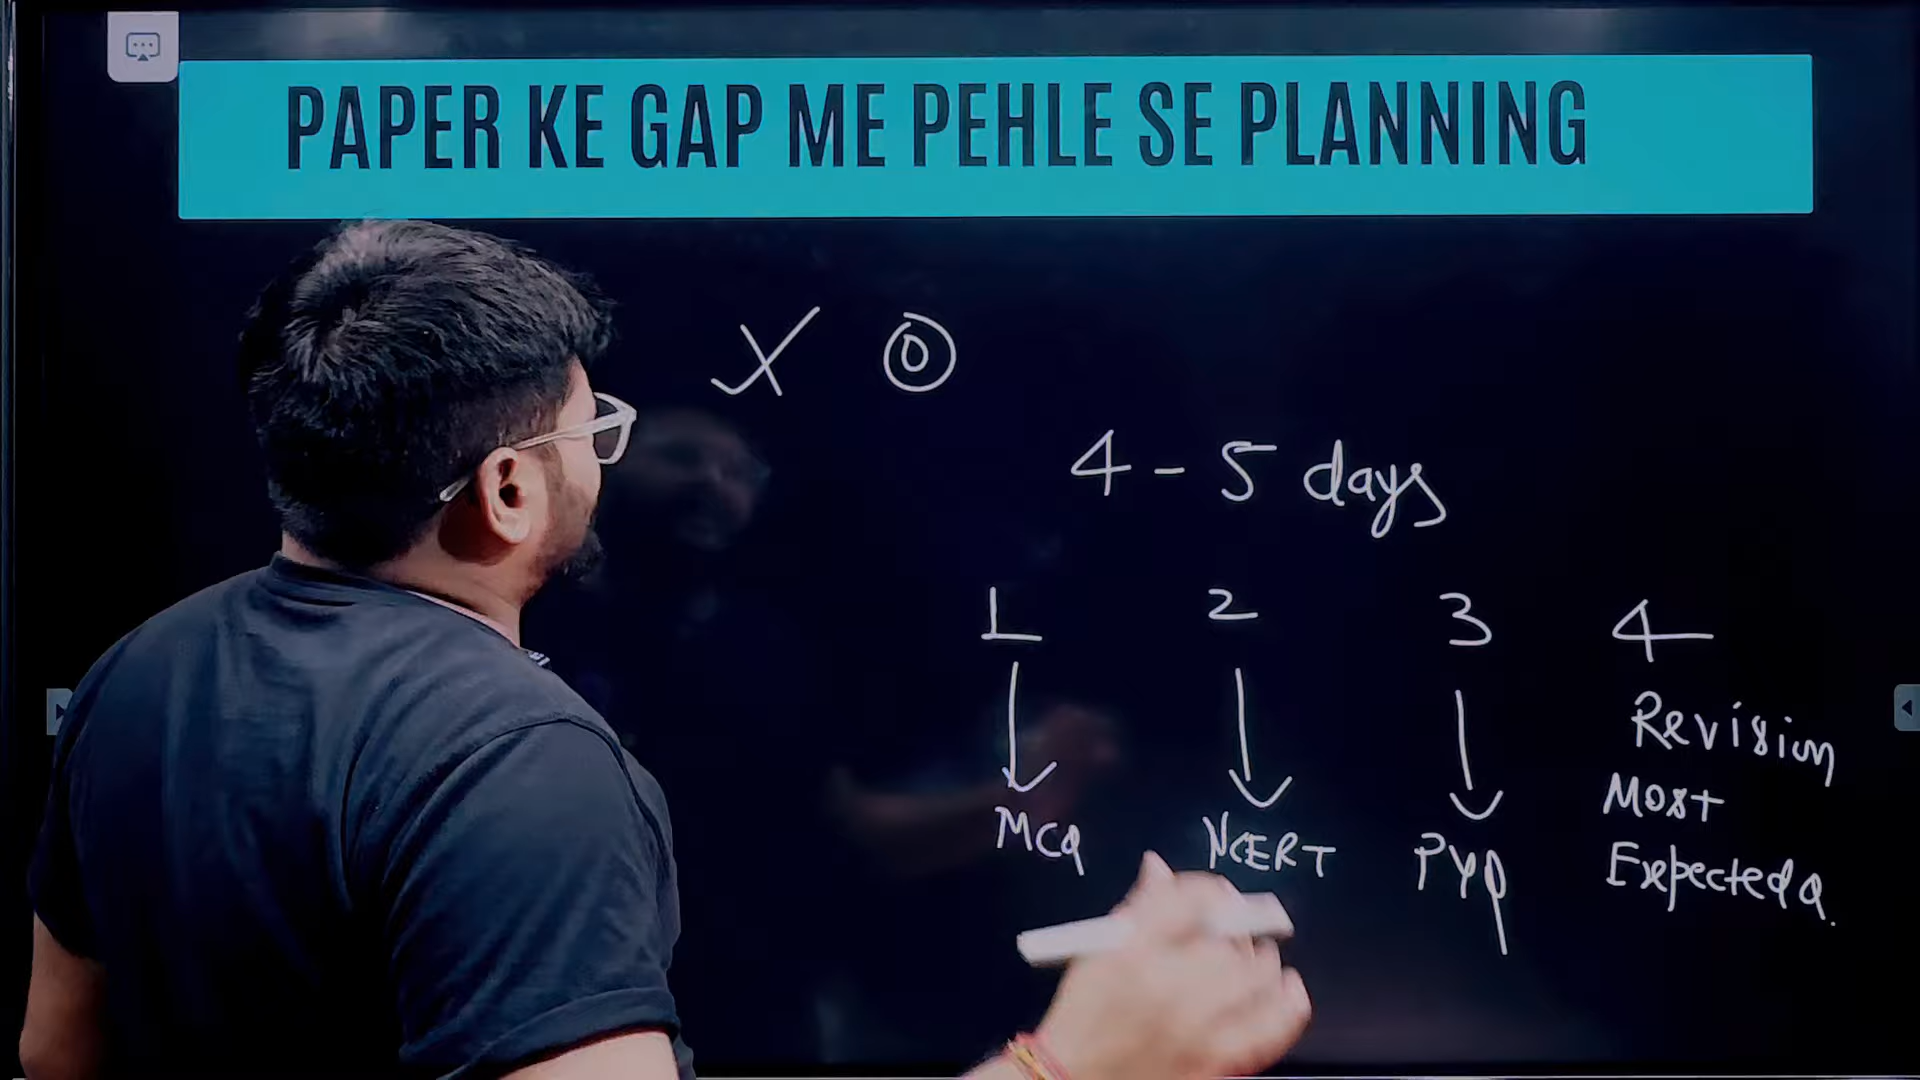 PAPER KE GAP ME PEHLE SE PLANNING
X 0
4 - 5 days
1 2 3 4
Revision
MCQ NCERT PYQ Most
Expected Q.